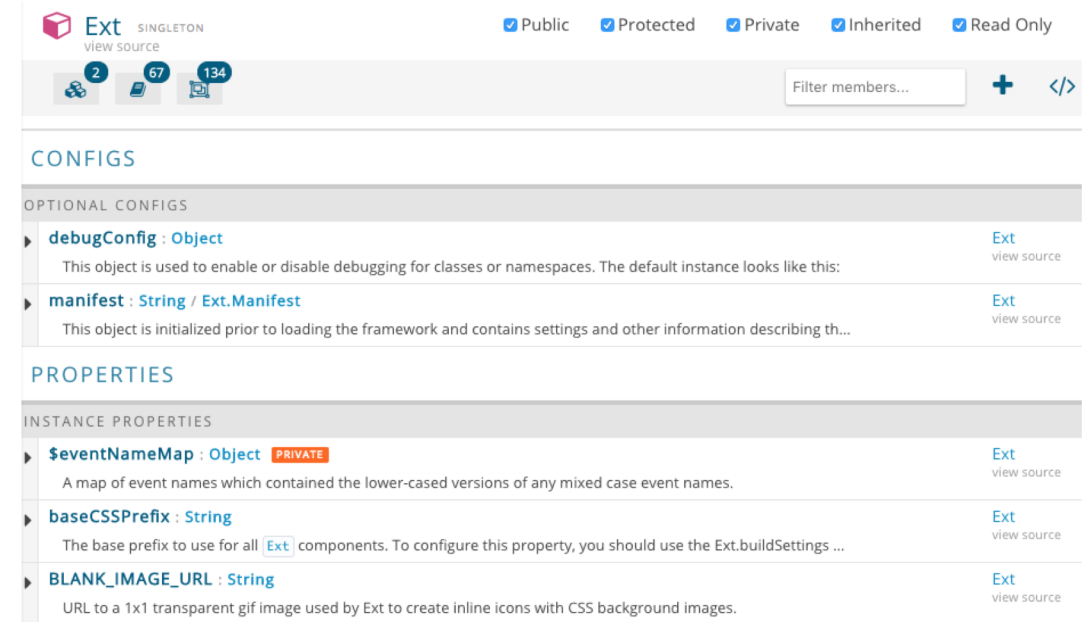 Ext SINGLETON Public Protected Private Inherited Read Only
view source
2 67 134
Filter members... </>
CONFIGS
OPTIONAL CONFIGS
debugConfig : Object Ext
view source
This object is used to enable or disable debugging for classes or namespaces. The default instance looks like this:
manifest : String / Ext.Manifest Ext
view source
This object is initialized prior to loading the framework and contains settings and other information describing th...
PROPERTIES
INSTANCE PROPERTIES
$eventNameMap : Object PRIVATE Ext
view source
A map of event names which contained the lower-cased versions of any mixed case event names.
baseCSSPrefix : String Ext
view source
The base prefix to use for all Ext components. To configure this property, you should use the Ext.buildSettings ...
BLANK_IMAGE_URL : String Ext
view source
URL to a 1x1 transparent gif image used by Ext to create inline icons with CSS background images.